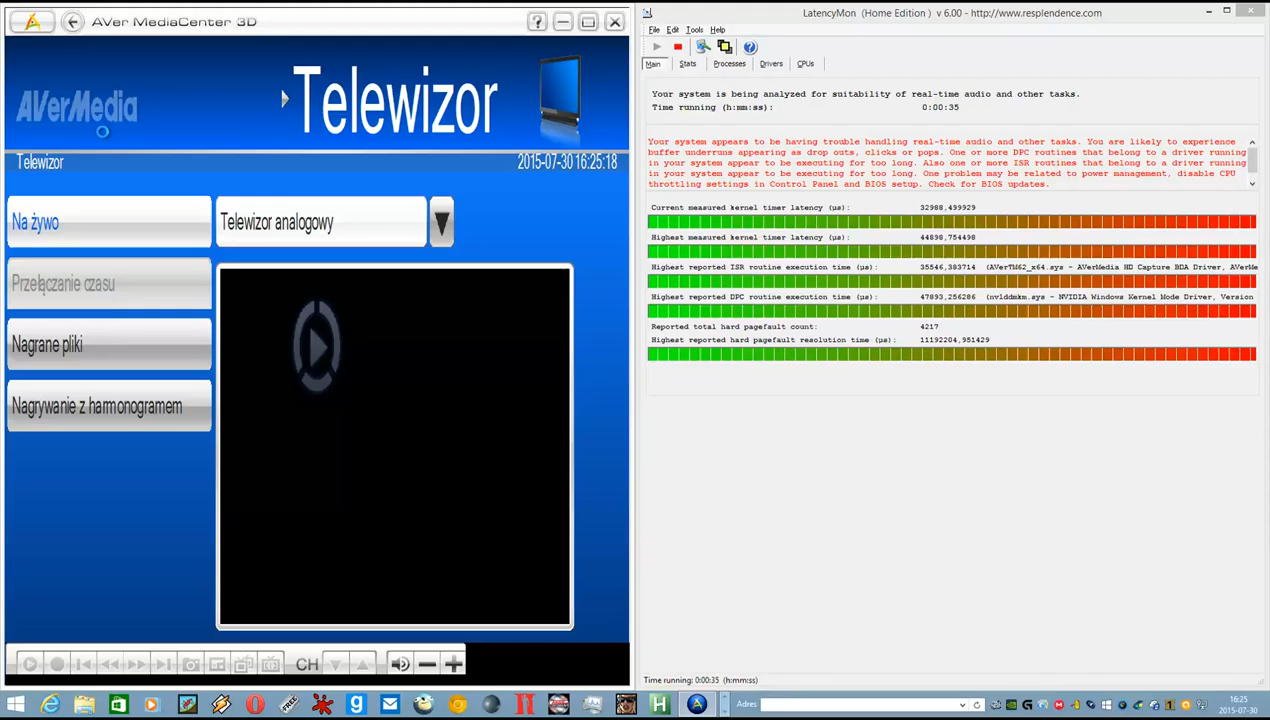 AVer MediaCenter 3D
AVerMedia
Telewizor
Telewizor
2015-07-30 16:25:18
Na żywo
Telewizor analogowy
Przełączanie czasu
Nagrane pliki
Nagrywanie z harmonogramem
CH
LatencyMon (Home Edition) v 6.00 - http://www.resplendence.com
File Edit Tools Help
Main Stats Processes Drivers CPUs
Your system is being analyzed for suitability of real-time audio and other tasks.
Time running (h:mm:ss): 0:00:35
Your system appears to be having trouble handling real-time audio and other tasks. You are likely to experience
buffer underruns appearing as drop outs, clicks or pops. One or more DPC routines that belong to a driver running
in your system appear to be executing for too long. Also one or more ISR routines that belong to a driver running
in your system appear to be executing for too long. One problem may be related to power management, disable CPU
throttling settings in Control Panel and BIOS setup. Check for BIOS updates.
Current measured kernel timer latency (µs): 32988,499929
Highest measured kernel timer latency (µs): 44898,754498
Highest reported ISR routine execution time (µs): 35546,383714 (AVerTM62_x64.sys - AVerMedia HD Capture BDA Driver, AVerMe
Highest reported DPC routine execution time (µs): 47893,256286 (nvlddmkm.sys - NVIDIA Windows Kernel Mode Driver, Version
Reported total hard pagefault count: 4217
Highest reported hard pagefault resolution time (µs): 11192204,951429
Time running: 0:00:35 (h:mm:ss)
Adres
16:25
2015-07-30